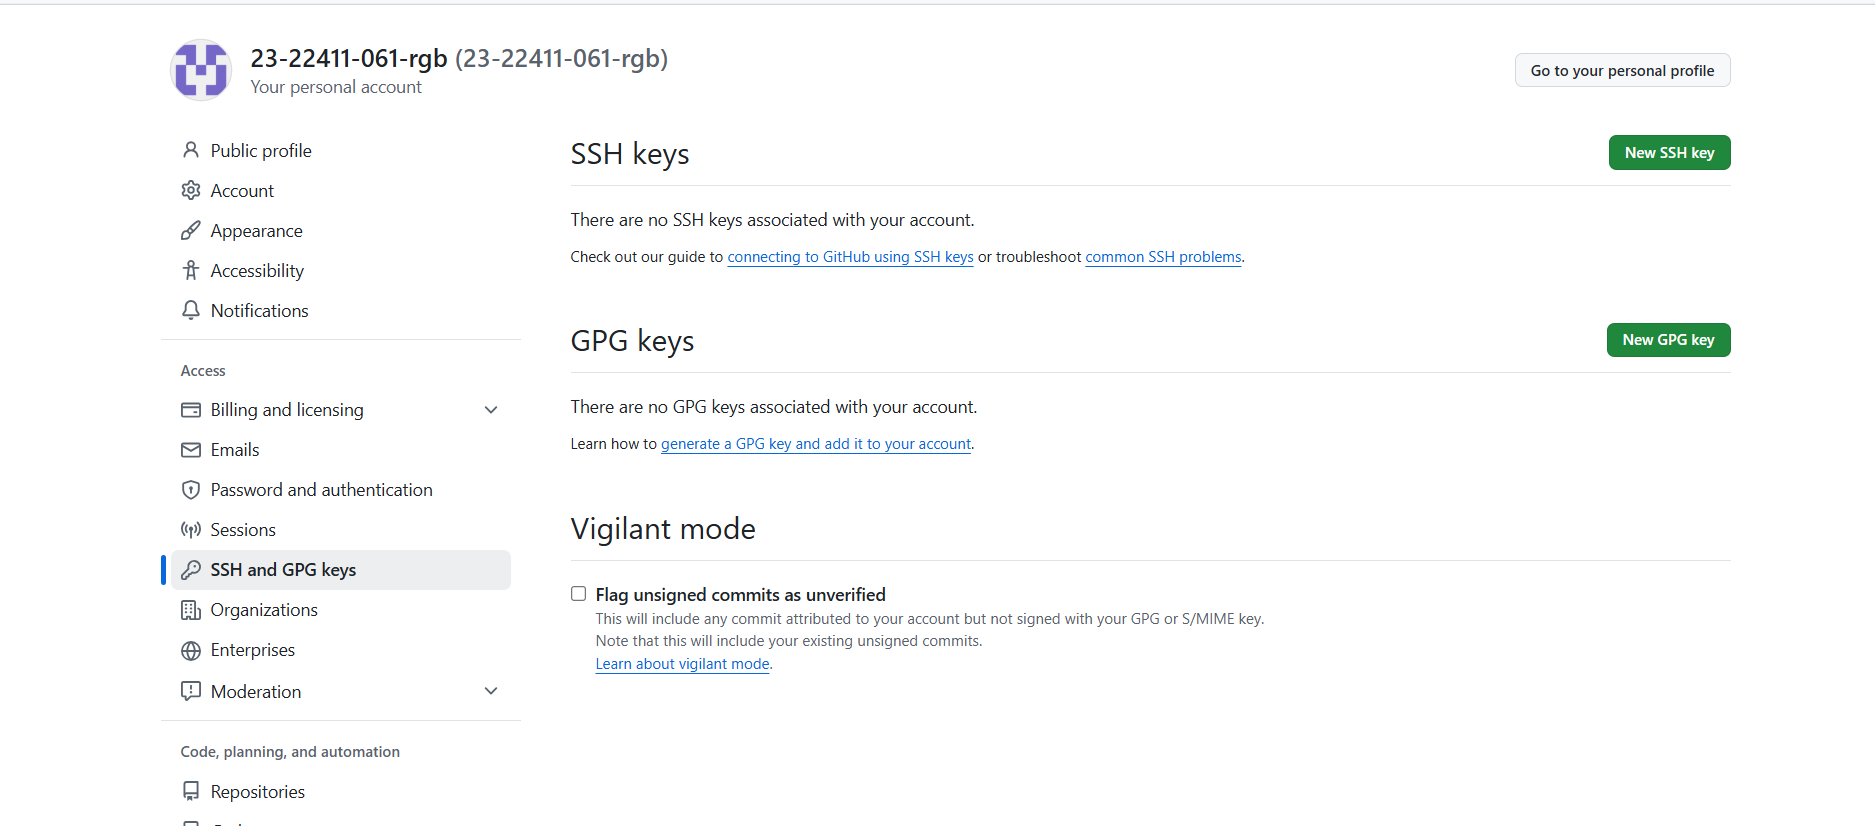 23-22411-061-rgb (23-22411-061-rgb)
Your personal account
Go to your personal profile
Public profile
Account
Appearance
Accessibility
Notifications
Access
Billing and licensing
Emails
Password and authentication
Sessions
SSH and GPG keys
Organizations
Enterprises
Moderation
Code, planning, and automation
Repositories
SSH keys
New SSH key
There are no SSH keys associated with your account.
Check out our guide to connecting to GitHub using SSH keys or troubleshoot common SSH problems.
GPG keys
New GPG key
There are no GPG keys associated with your account.
Learn how to generate a GPG key and add it to your account.
Vigilant mode
Flag unsigned commits as unverified
This will include any commit attributed to your account but not signed with your GPG or S/MIME key.
Note that this will include your existing unsigned commits.
Learn about vigilant mode.